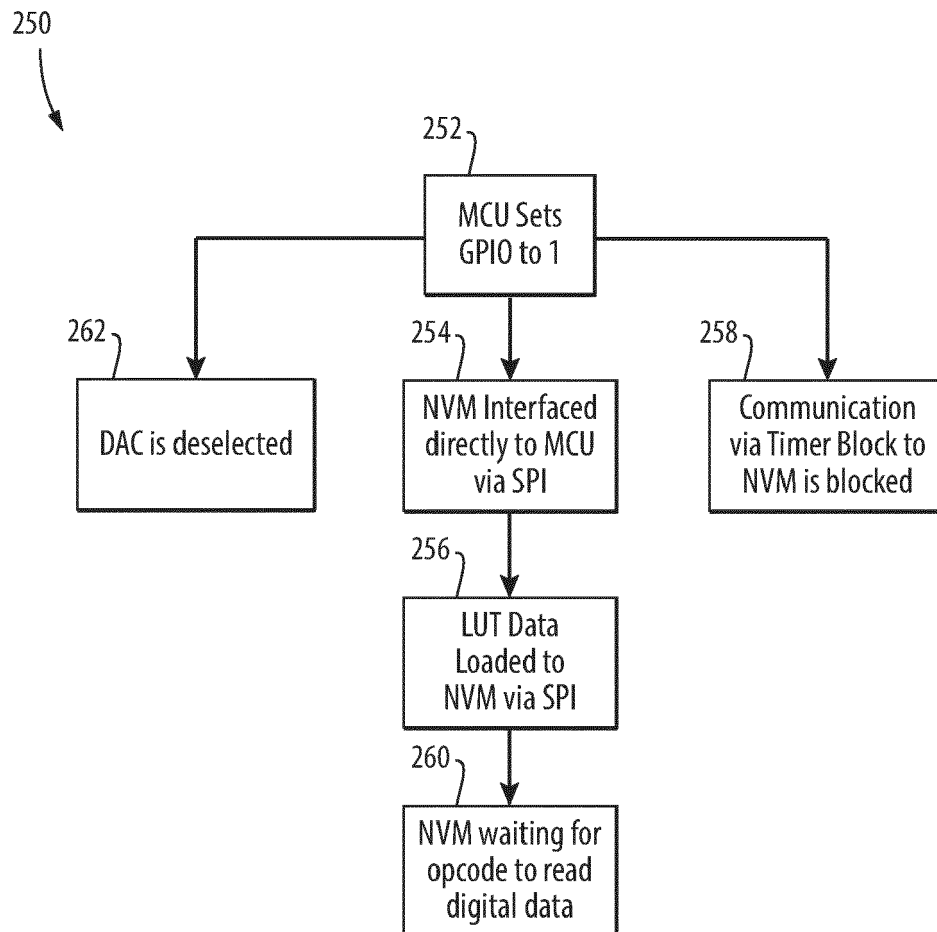 250
252
MCU Sets
GPIO to 1
262
DAC is deselected
254
NVM Interfaced
directly to MCU
via SPI
258
Communication
via Timer Block to
NVM is blocked
256
LUT Data
Loaded to
NVM via SPI
260
NVM waiting for
opcode to read
digital data